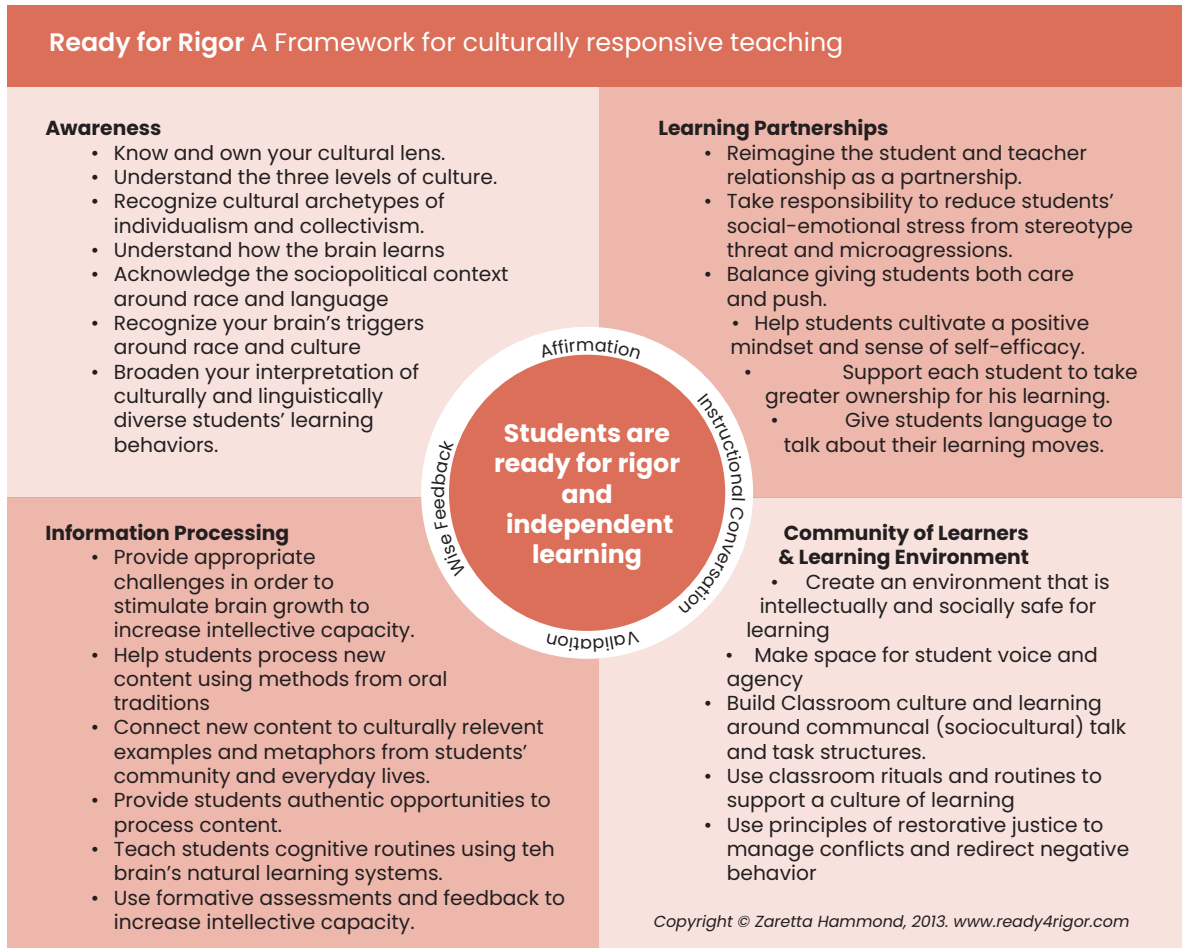 Ready for Rigor A Framework for culturally responsive teaching
Awareness
• Know and own your cultural lens.
• Understand the three levels of culture.
• Recognize cultural archetypes of
individualism and collectivism.
• Understand how the brain learns
• Acknowledge the sociopolitical context
around race and language
• Recognize your brain's triggers
around race and culture
• Broaden your interpretation of
culturally and linguistically
diverse students' learning
behaviors.
Learning Partnerships
• Reimagine the student and teacher
relationship as a partnership.
• Take responsibility to reduce students'
social-emotional stress from stereotype
threat and microagressions.
• Balance giving students both care
and push.
• Help students cultivate a positive
mindset and sense of self-efficacy.
• Support each student to take
greater ownership for his learning.
• Give students language to
talk about their learning moves.
Affirmation
Instructional Conversation
Validation
Wise Feedback
Students are
ready for rigor
and
independent
learning
Information Processing
• Provide appropriate
challenges in order to
stimulate brain growth to
increase intellective capacity.
• Help students process new
content using methods from oral
traditions
• Connect new content to culturally relevent
examples and metaphors from students'
community and everyday lives.
• Provide students authentic opportunities to
process content.
• Teach students cognitive routines using teh
brain's natural learning systems.
• Use formative assessments and feedback to
increase intellective capacity.
Community of Learners
& Learning Environment
• Create an environment that is
intellectually and socially safe for
learning
• Make space for student voice and
agency
• Build Classroom culture and learning
around communcal (sociocultural) talk
and task structures.
• Use classroom rituals and routines to
support a culture of learning
• Use principles of restorative justice to
manage conflicts and redirect negative
behavior
Copyright © Zaretta Hammond, 2013. www.ready4rigor.com